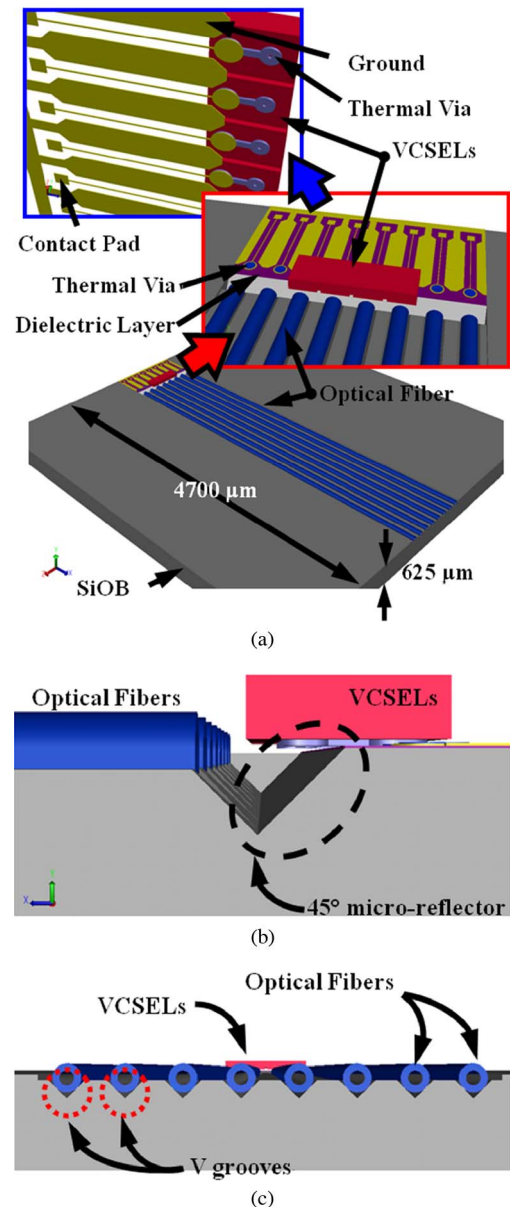 Ground
Thermal Via
VCSELs
Contact Pad
Thermal Via
Dielectric Layer
Optical Fiber
4700 µm
625 µm
SiOB
(a)
Optical Fibers
VCSELs
45° micro-reflector
(b)
Optical Fibers
VCSELs
V grooves
(c)